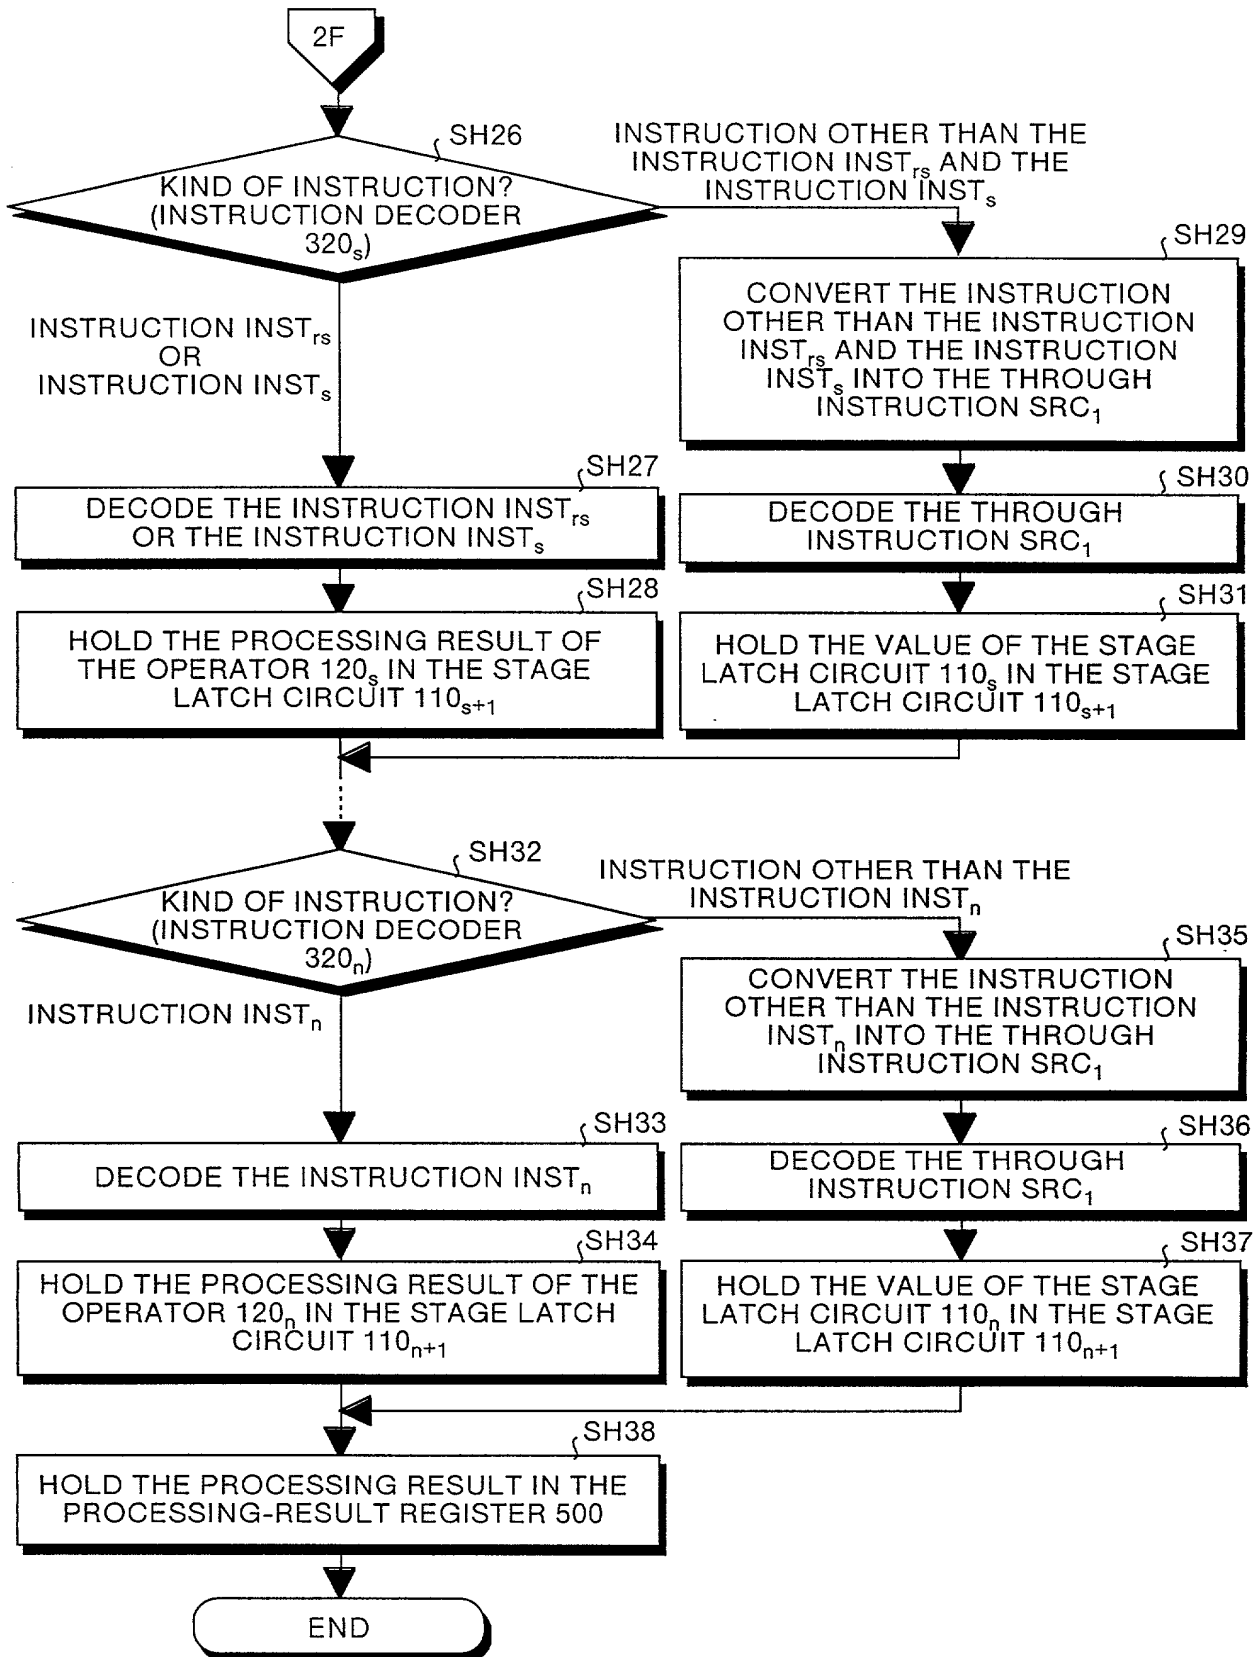 2F
SH26
KIND OF INSTRUCTION?
(INSTRUCTION DECODER
320s)
INSTRUCTION OTHER THAN THE
INSTRUCTION INSTrs AND THE
INSTRUCTION INSTs
INSTRUCTION INSTrs
OR
INSTRUCTION INSTs
SH29
CONVERT THE INSTRUCTION
OTHER THAN THE INSTRUCTION
INSTrs AND THE INSTRUCTION
INSTs INTO THE THROUGH
INSTRUCTION SRC1
SH27
DECODE THE INSTRUCTION INSTrs
OR THE INSTRUCTION INSTs
SH30
DECODE THE THROUGH
INSTRUCTION SRC1
SH28
HOLD THE PROCESSING RESULT OF
THE OPERATOR 120s IN THE STAGE
LATCH CIRCUIT 110s+1
SH31
HOLD THE VALUE OF THE STAGE
LATCH CIRCUIT 110s IN THE STAGE
LATCH CIRCUIT 110s+1
SH32
KIND OF INSTRUCTION?
(INSTRUCTION DECODER
320n)
INSTRUCTION OTHER THAN THE
INSTRUCTION INSTn
INSTRUCTION INSTn
SH35
CONVERT THE INSTRUCTION
OTHER THAN THE INSTRUCTION
INSTn INTO THE THROUGH
INSTRUCTION SRC1
SH33
DECODE THE INSTRUCTION INSTn
SH36
DECODE THE THROUGH
INSTRUCTION SRC1
SH34
HOLD THE PROCESSING RESULT OF THE
OPERATOR 120n IN THE STAGE LATCH
CIRCUIT 110n+1
SH37
HOLD THE VALUE OF THE STAGE
LATCH CIRCUIT 110n IN THE STAGE
LATCH CIRCUIT 110n+1
SH38
HOLD THE PROCESSING RESULT IN THE
PROCESSING-RESULT REGISTER 500
END